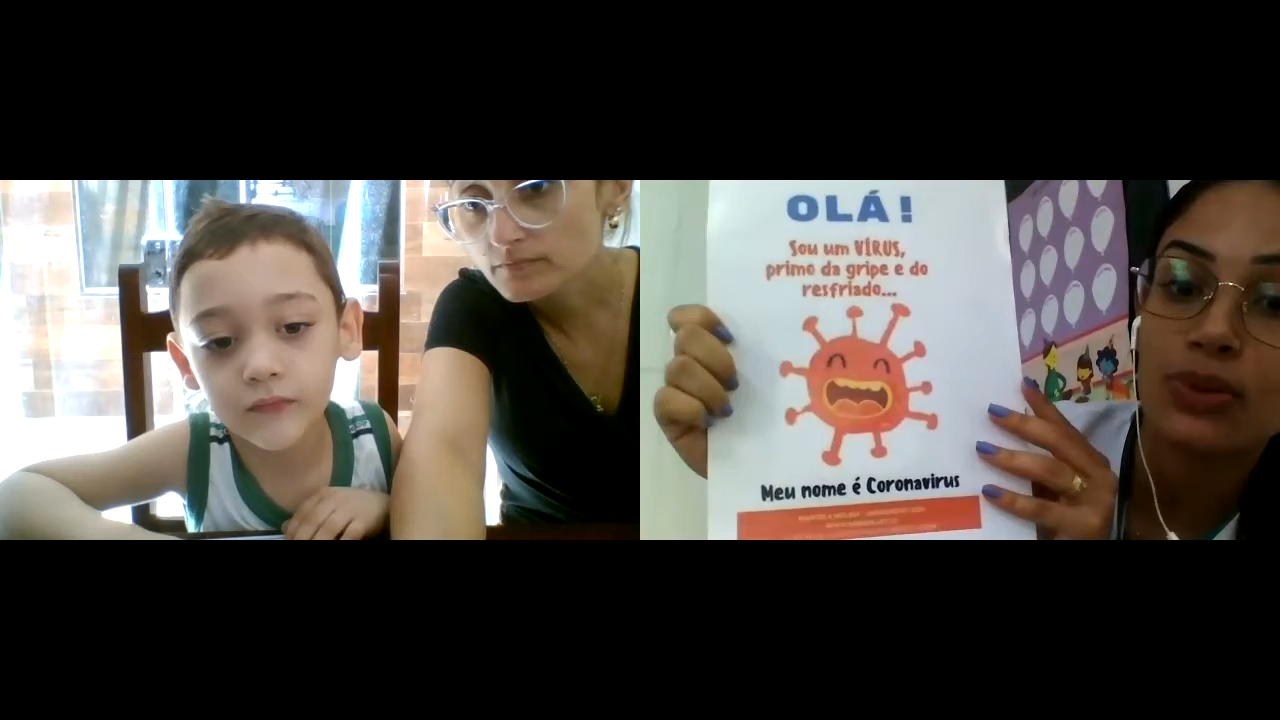 OLÁ!
Sou um VÍRUS,
primo da gripe e do
resfriado...
Meu nome é Coronavirus